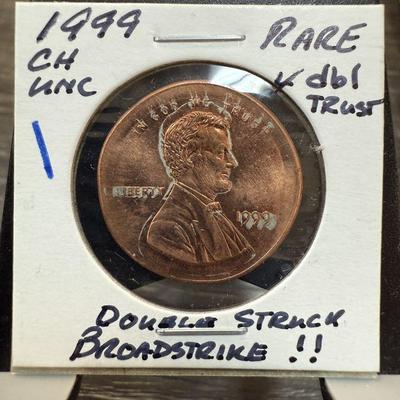 1999
CH
UNC
RARE
dbl
TRUST
IN GOD WE TRUST
LIBERTY
1999
DOUBLE STRUCK
BROADSTRIKE !!